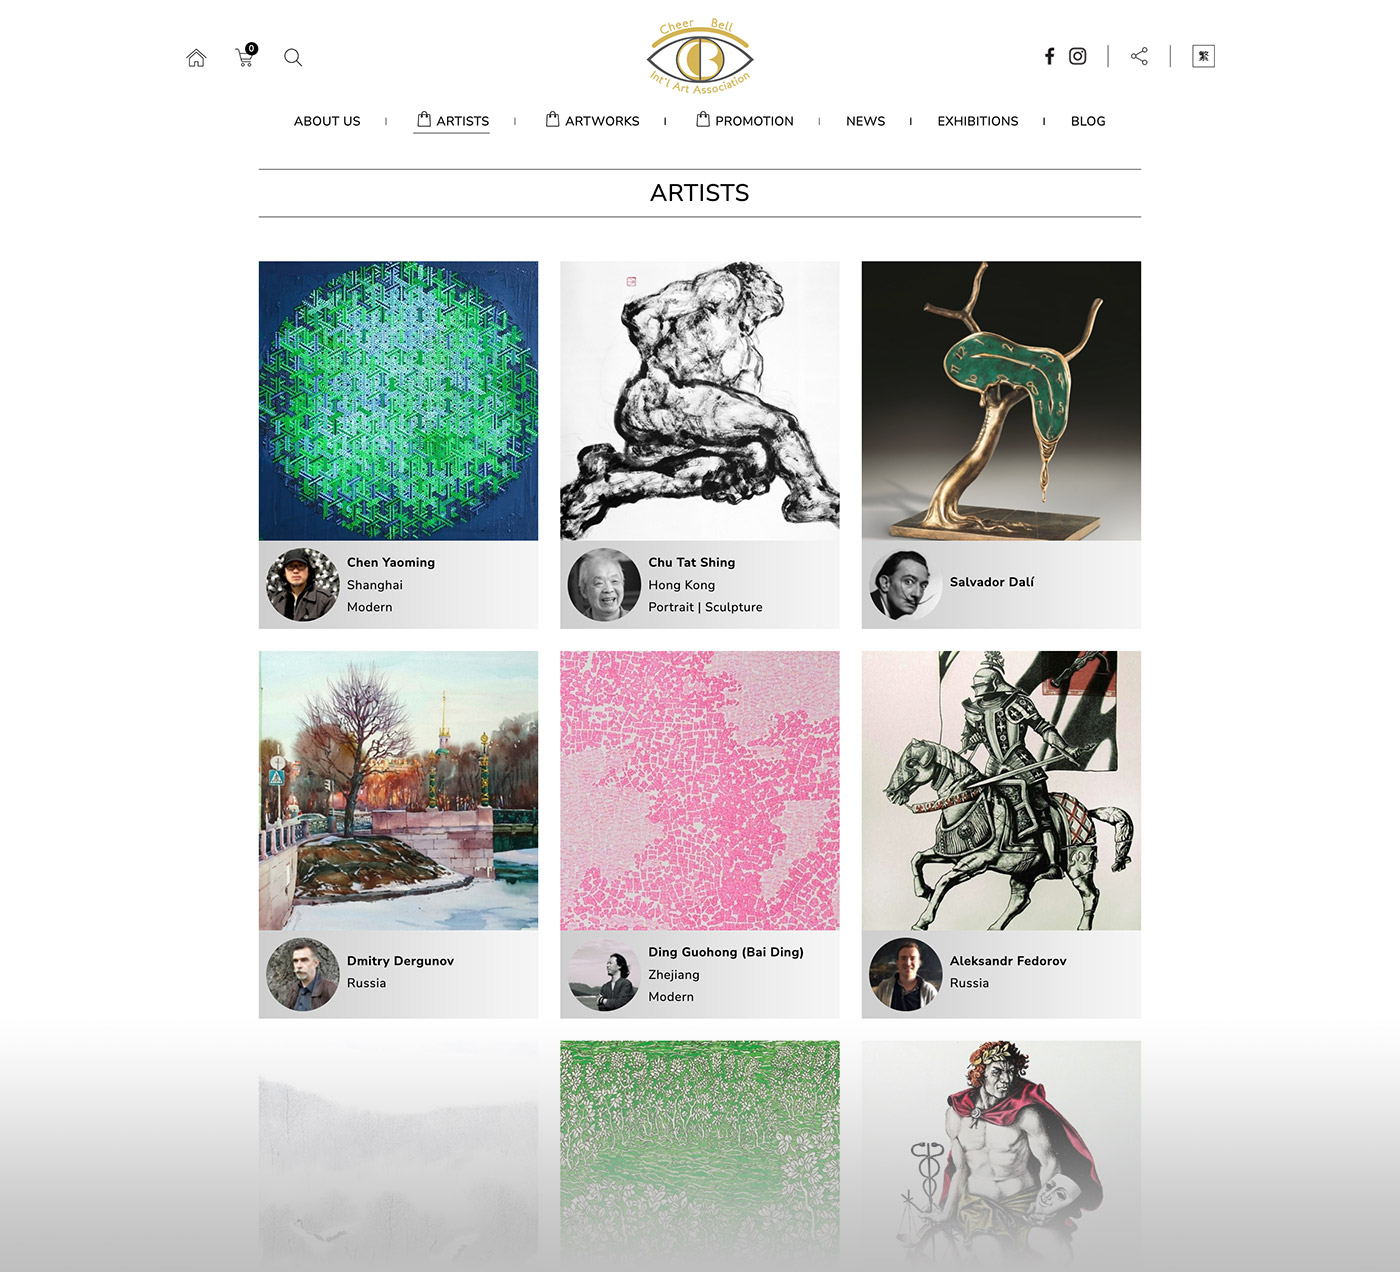 0
Cheer Bell
Int'l Art Association
繁
ABOUT US
ARTISTS
ARTWORKS
PROMOTION
NEWS
EXHIBITIONS
BLOG
ARTISTS
Chen Yaoming
Shanghai
Modern
Chu Tat Shing
Hong Kong
Portrait | Sculpture
Salvador Dalí
Dmitry Dergunov
Russia
Ding Guohong (Bai Ding)
Zhejiang
Modern
Aleksandr Fedorov
Russia